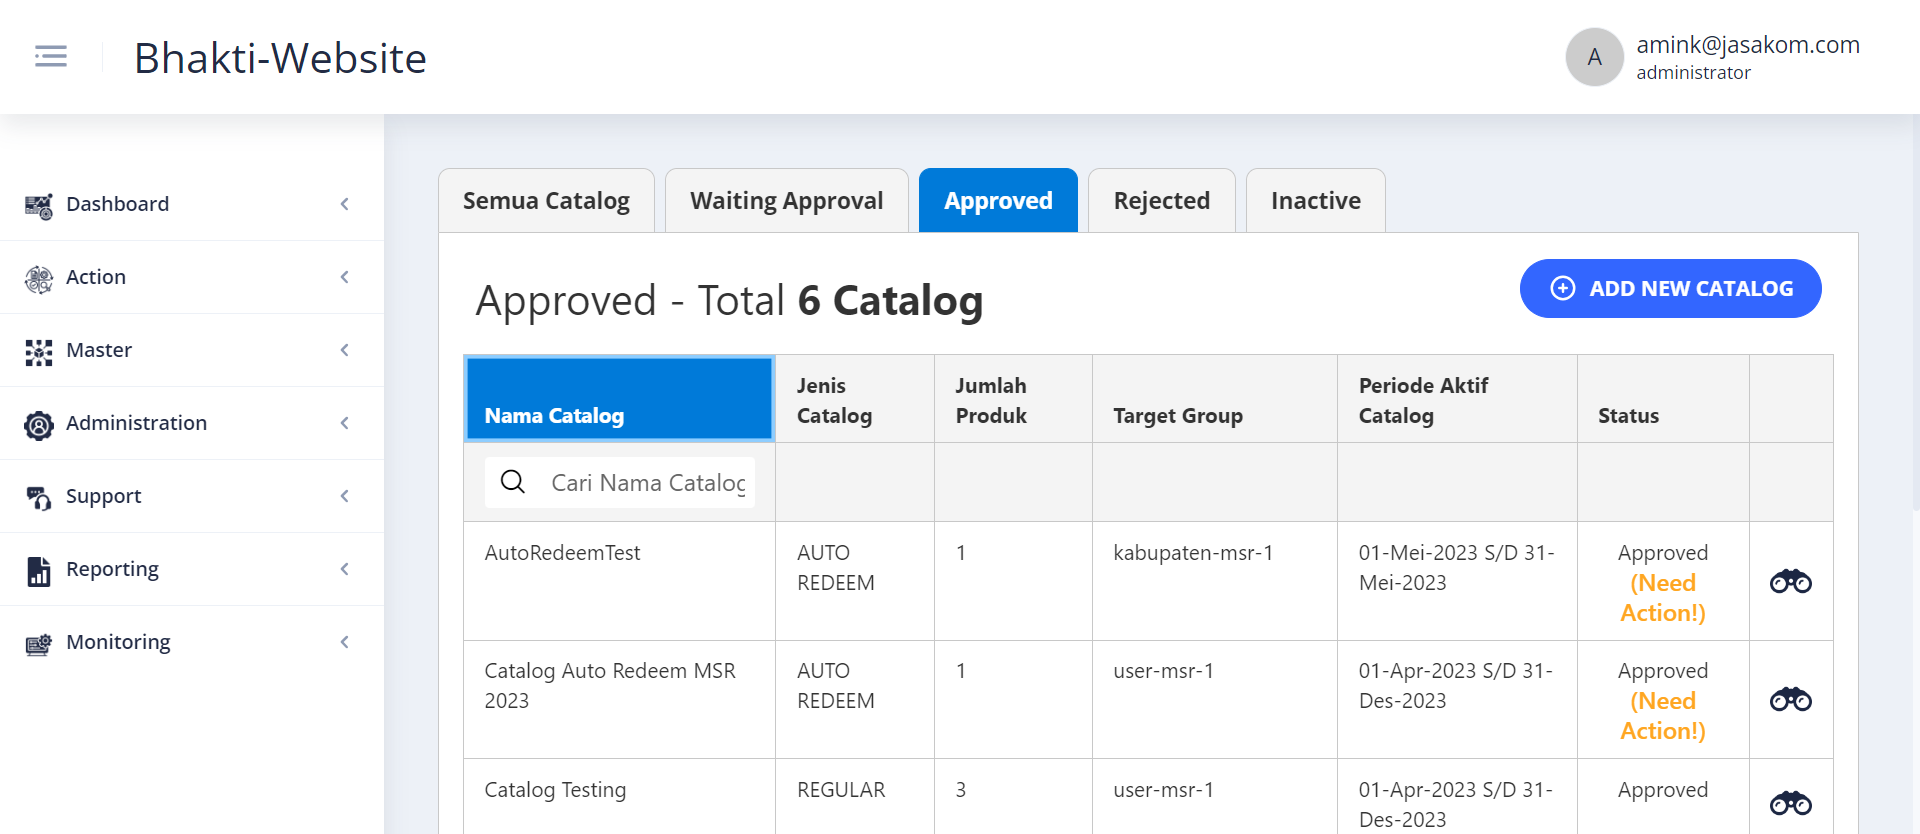 Bhakti-Website
A
amink@jasakom.com
administrator
Dashboard
Action
Master
Administration
Support
Reporting
Monitoring
Semua Catalog
Waiting Approval
Approved
Rejected
Inactive
Approved - Total 6 Catalog
ADD NEW CATALOG
Nama Catalog
Jenis
Catalog
Jumlah
Produk
Target Group
Periode Aktif
Catalog
Status
Cari Nama Catalog
AutoRedeemTest
AUTO
REDEEM
1
kabupaten-msr-1
01-Mei-2023 S/D 31-
Mei-2023
Approved
(Need
Action!)
Catalog Auto Redeem MSR
2023
AUTO
REDEEM
1
user-msr-1
01-Apr-2023 S/D 31-
Des-2023
Approved
(Need
Action!)
Catalog Testing
REGULAR
3
user-msr-1
01-Apr-2023 S/D 31-
Des-2023
Approved